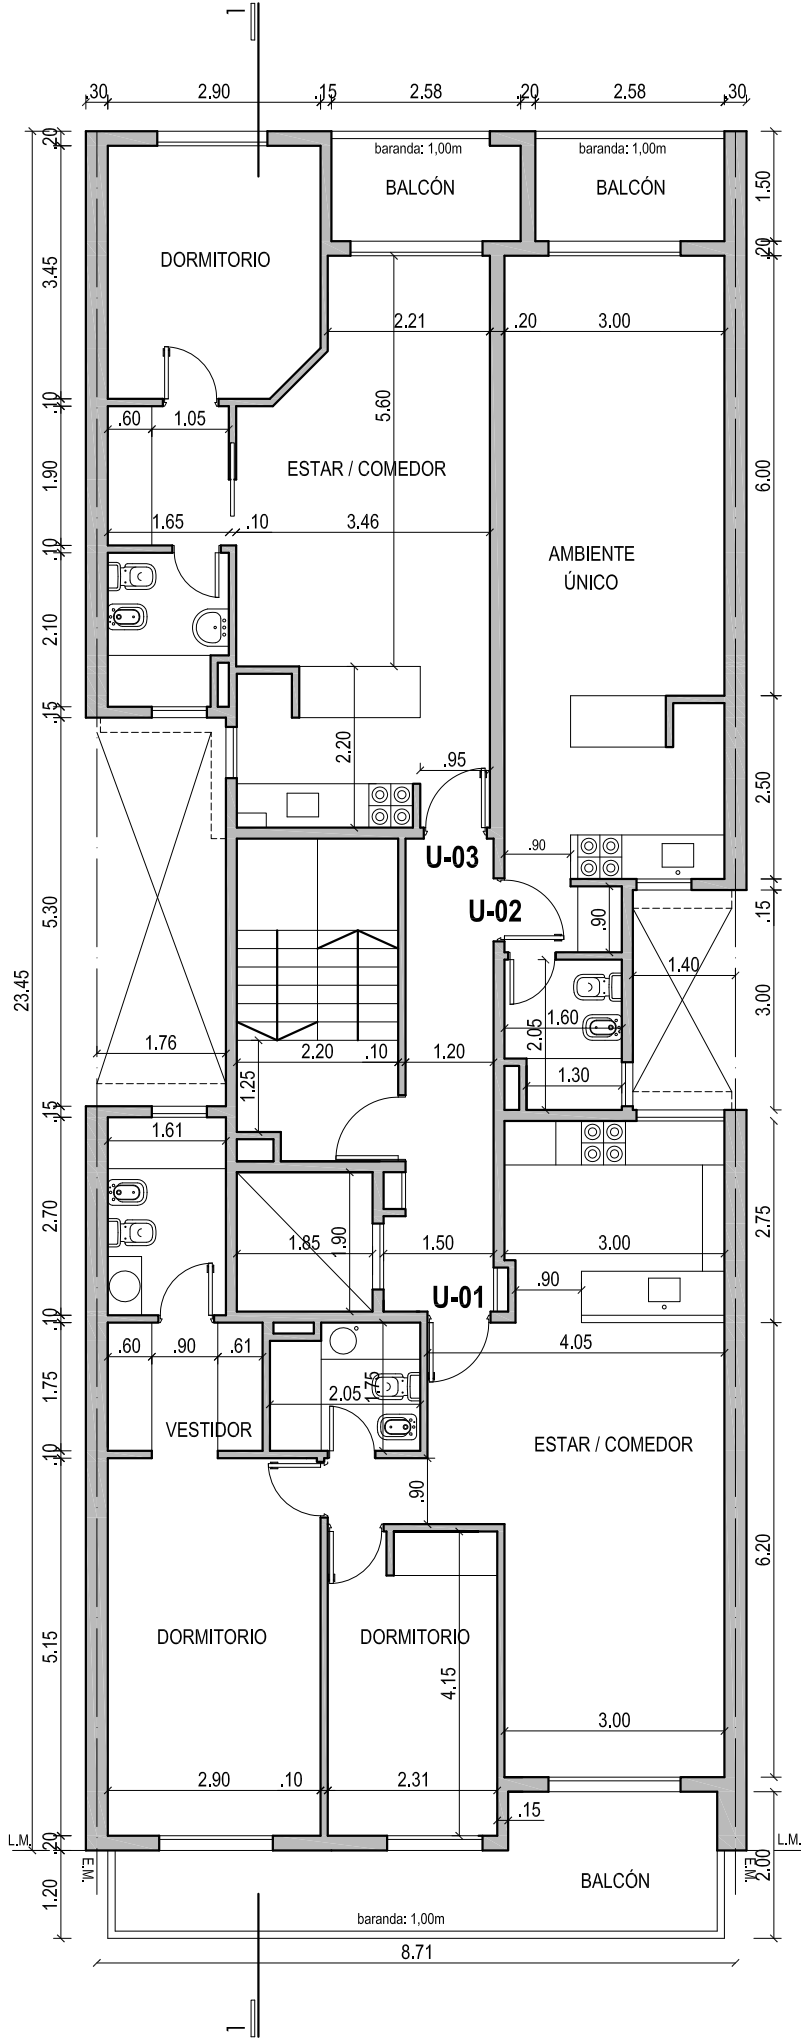 1
.30 2.90 .15 2.58 .20 2.58 .30
.20
baranda: 1,00m
baranda: 1,00m
BALCÓN
BALCÓN
1.50
.20
DORMITORIO
3.45
2.21 .20 3.00
5.60
.10
.60 1.05
ESTAR / COMEDOR
1.90
6.00
1.65 .10 3.46
.10
AMBIENTE
ÚNICO
2.10
.15
2.20
.95
2.50
U-03
.90
U-02
.90
.15
5.30
23.45
1.40
3.00
1.76
2.20 .10 1.20
2.05
1.60
1.25
1.30
.15
1.61
2.70
1.85
1.90
1.50
3.00
2.75
.90
U-01
.10
.60 .90 .61
4.05
1.75
1.75
2.05
VESTIDOR
ESTAR / COMEDOR
.10
.90
6.20
DORMITORIO
DORMITORIO
5.15
4.15
3.00
2.90 .10 2.31
.15
L.M.
.20
L.M.
E.M.
E.M.
2.00
1.20
BALCÓN
baranda: 1,00m
8.71
1